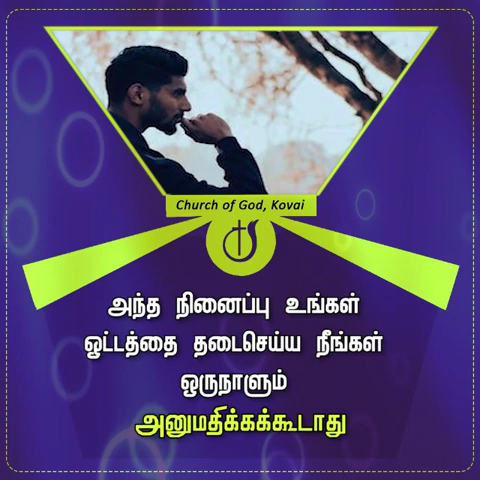 Church of God, Kovai
அந்த நினைப்பு உங்கள்
ஓட்டத்தை தடைசெய்ய நீங்கள்
ஒருநாளும்
அனுமதிக்கக்கூடாது